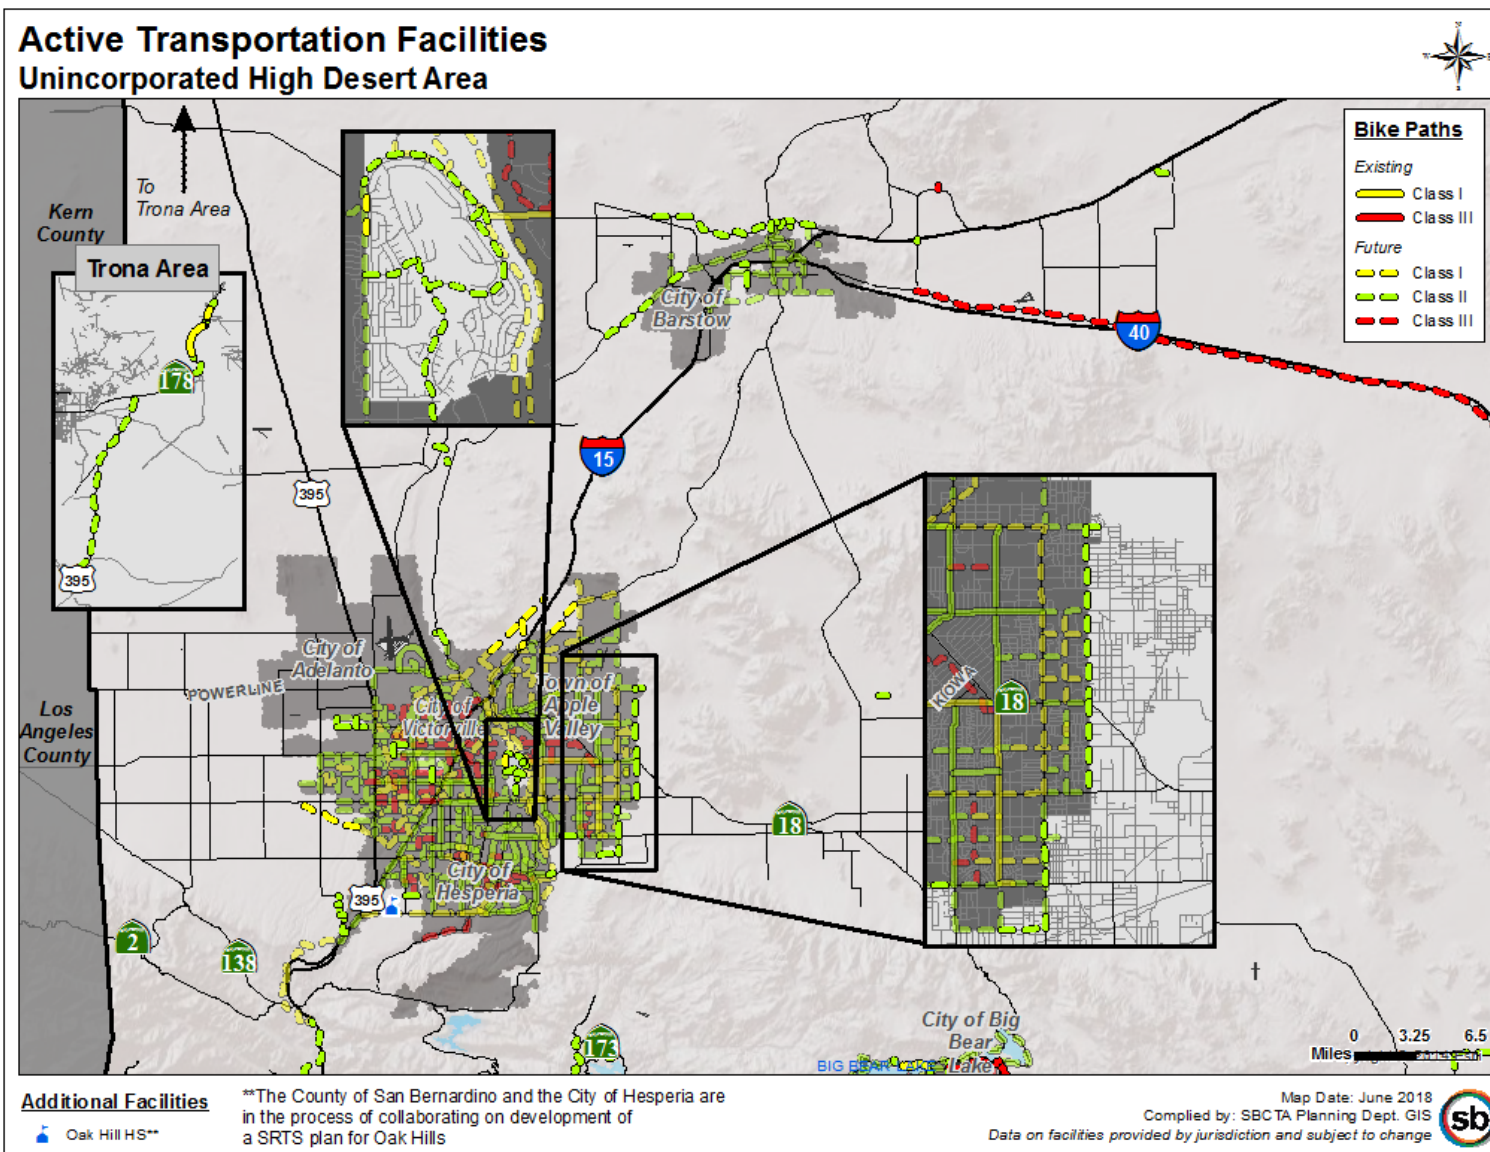 Active Transportation Facilities
Unincorporated High Desert Area
Bike Paths
Existing
Class I
Class III
Future
Class I
Class II
Class III
To
Trona Area
Kern
County
Trona Area
178
395
City of
Barstow
40
15
395
City of
Adelanto
POWERLINE
City of
Victorville
Town of
Apple
Valley
Los
Angeles
County
KIOWA
18
18
City of
Hesperia
395
2
138
173
City of Big
Bear
Lake
BIG BEAR LAKE
0 3.25 6.5
Miles
Additional Facilities
Oak Hill HS**
**The County of San Bernardino and the City of Hesperia are
in the process of collaborating on development of
a SRTS plan for Oak Hills
Map Date: June 2018
Complied by: SBCTA Planning Dept. GIS
Data on facilities provided by jurisdiction and subject to change
sb